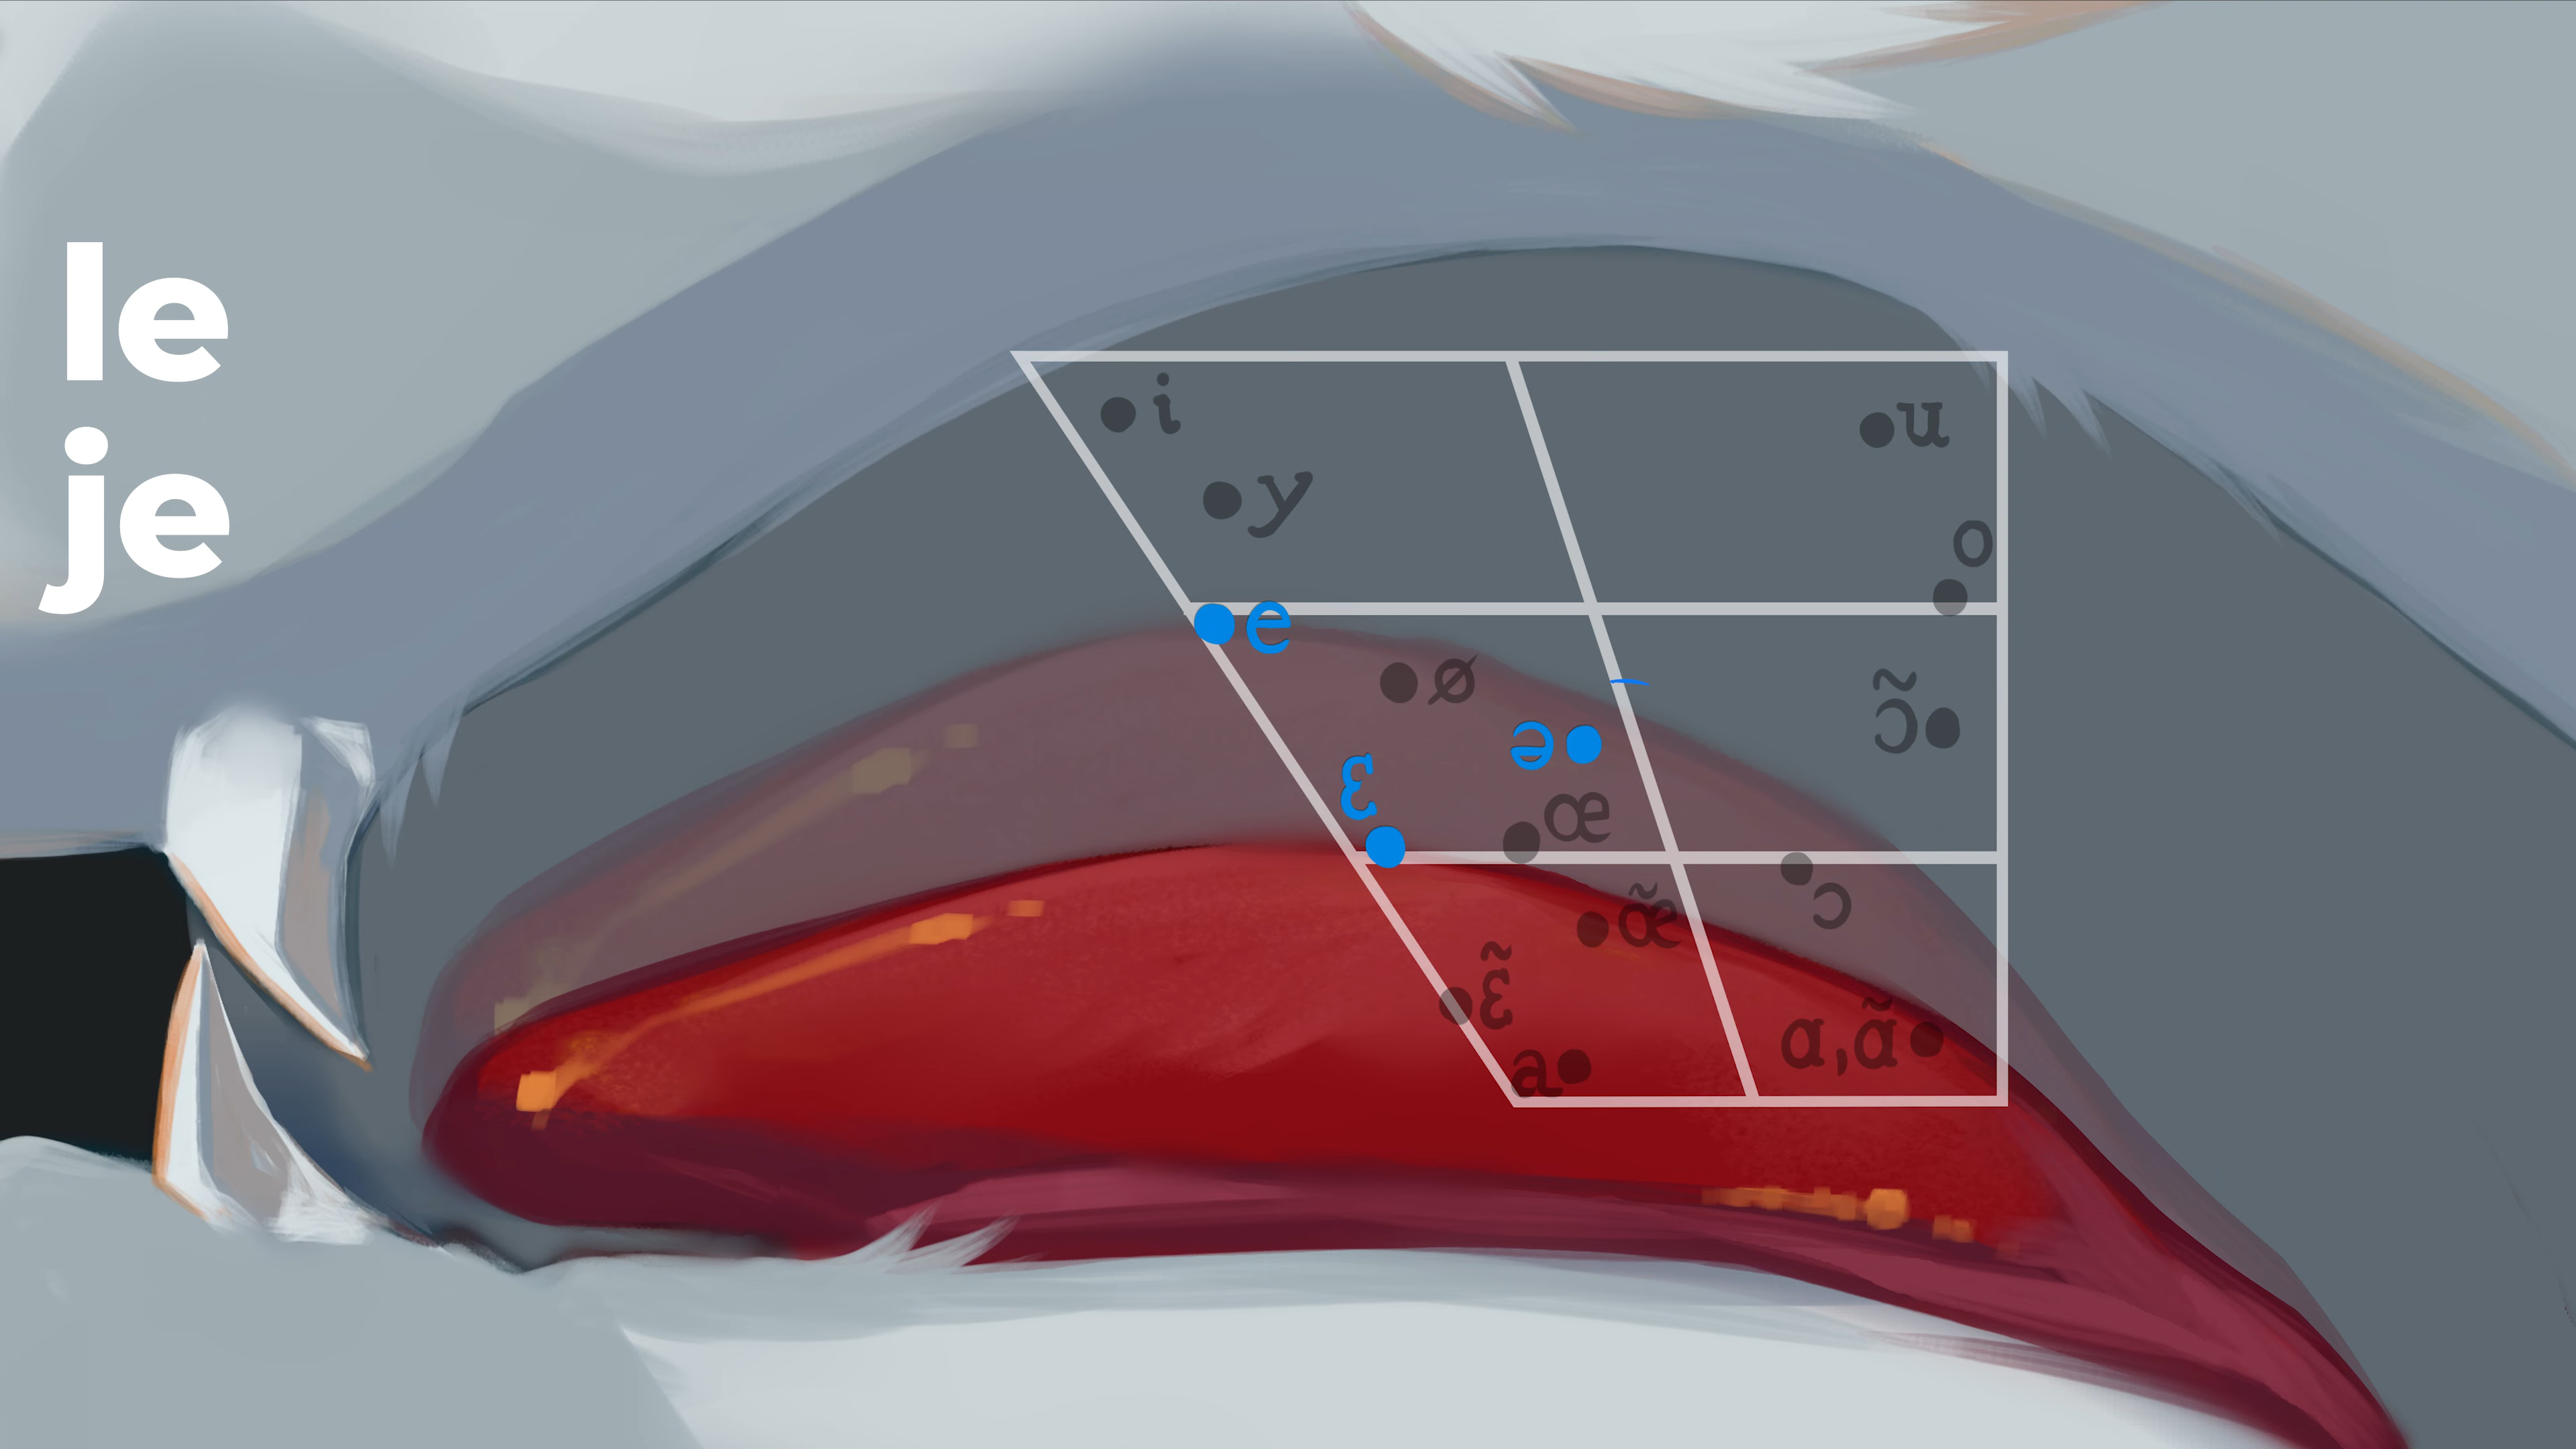 le
je
i
u
y
o
e
ø
ɔ̃
ə
ɛ
œ
œ̃
ɔ
ɛ̃
a
ɑ,ɑ̃